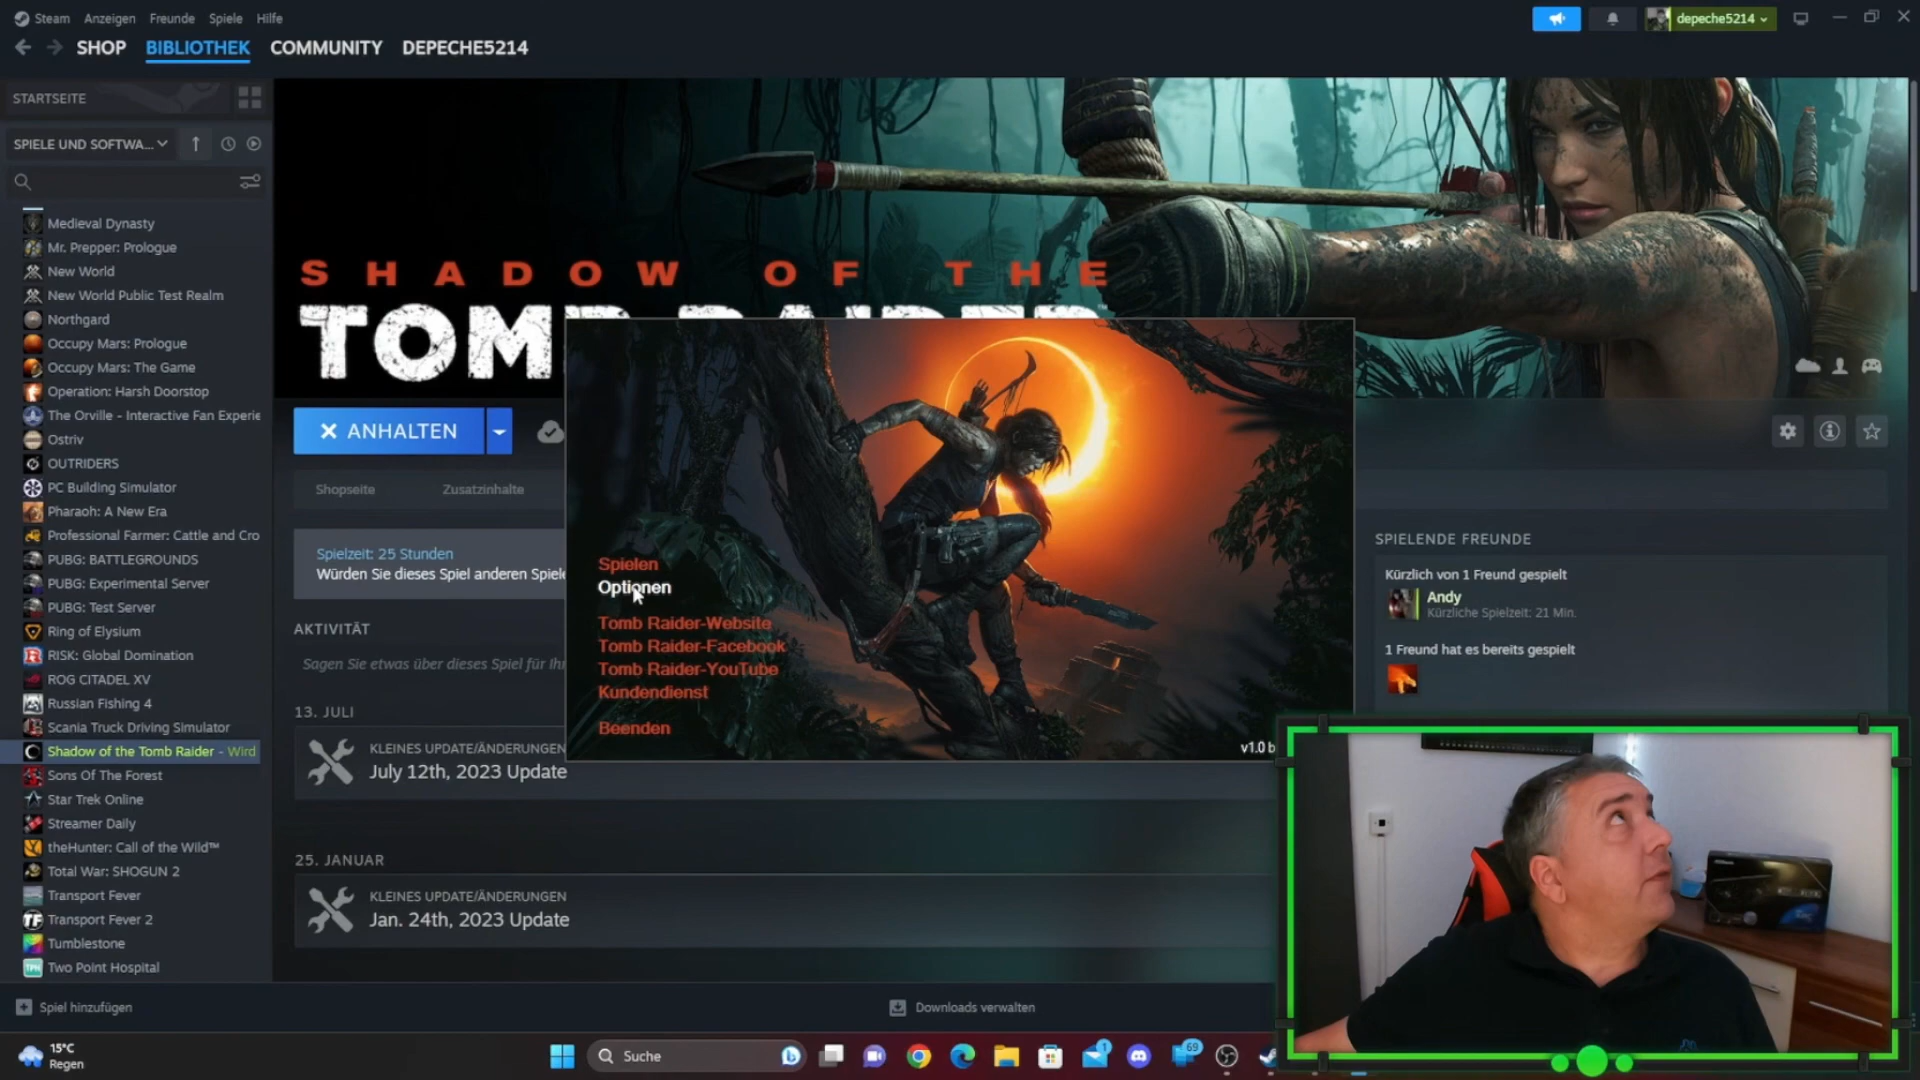 Steam Anzeigen Freunde Spiele Hilfe
depeche5214
SHOP BIBLIOTHEK COMMUNITY DEPECHE5214
STARTSEITE
SPIELE UND SOFTWA...
Medieval Dynasty
Mr. Prepper: Prologue
New World
New World Public Test Realm
Northgard
Occupy Mars: Prologue
Occupy Mars: The Game
Operation: Harsh Doorstop
The Orville - Interactive Fan Experie
Ostriv
OUTRIDERS
PC Building Simulator
Pharaoh: A New Era
Professional Farmer: Cattle and Cro
PUBG: BATTLEGROUNDS
PUBG: Experimental Server
PUBG: Test Server
Ring of Elysium
RISK: Global Domination
ROG CITADEL XV
Russian Fishing 4
Scania Truck Driving Simulator
Shadow of the Tomb Raider - Wird
Sons Of The Forest
Star Trek Online
Streamer Daily
theHunter: Call of the Wild™
Total War: SHOGUN 2
Transport Fever
Transport Fever 2
Tumblestone
Two Point Hospital
SHADOW OF THE
TOMB RAIDER
ANHALTEN
Shopseite Zusatzinhalte
Spielzeit: 25 Stunden
Würden Sie dieses Spiel anderen Spiele
AKTIVITÄT
Sagen Sie etwas über dieses Spiel für Ihr
13. JULI
KLEINES UPDATE/ÄNDERUNGEN
July 12th, 2023 Update
25. JANUAR
KLEINES UPDATE/ÄNDERUNGEN
Jan. 24th, 2023 Update
Spielen
Optionen
Tomb Raider-Website
Tomb Raider-Facebook
Tomb Raider-YouTube
Kundendienst
Beenden
v1.0 b
SPIELENDE FREUNDE
Kürzlich von 1 Freund gespielt
Andy
Kürzliche Spielzeit: 21 Min.
1 Freund hat es bereits gespielt
Spiel hinzufügen
Downloads verwalten
15°C
Regen
Suche
1
69